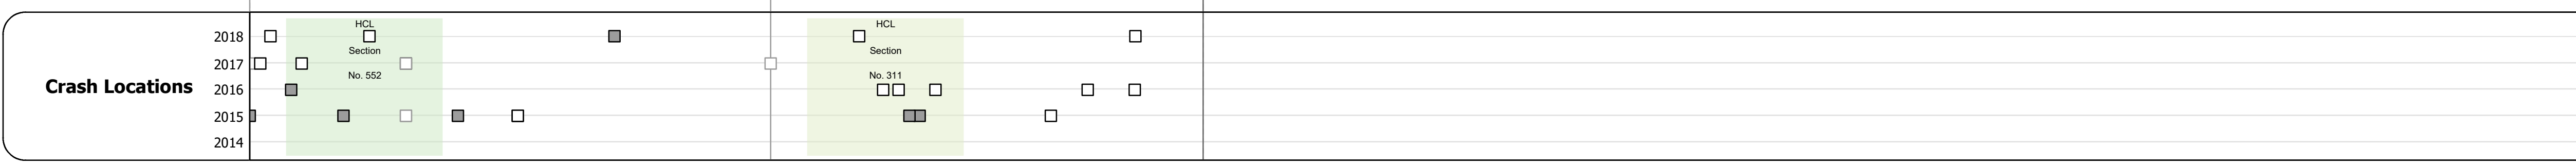 Crash Locations
2018
2017
2016
2015
2014
HCL
Section
No. 552
HCL
Section
No. 311